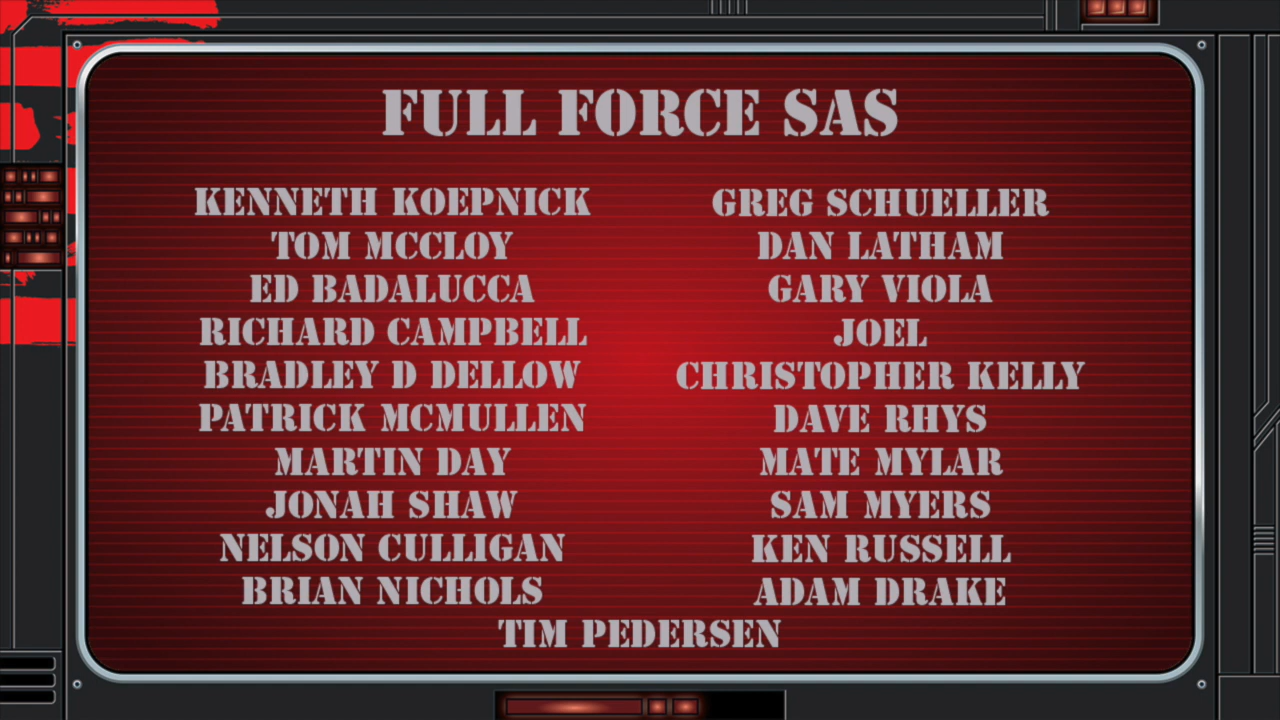 FULL FORCE SAS
KENNETH KOEPNICK
TOM MCCLOY
ED BADALUCCA
RICHARD CAMPBELL
BRADLEY D DELLOW
PATRICK MCMULLEN
MARTIN DAY
JONAH SHAW
NELSON CULLIGAN
BRIAN NICHOLS
GREG SCHUELLER
DAN LATHAM
GARY VIOLA
JOEL
CHRISTOPHER KELLY
DAVE RHYS
MATE MYLAR
SAM MYERS
KEN RUSSELL
ADAM DRAKE
TIM PEDERSEN